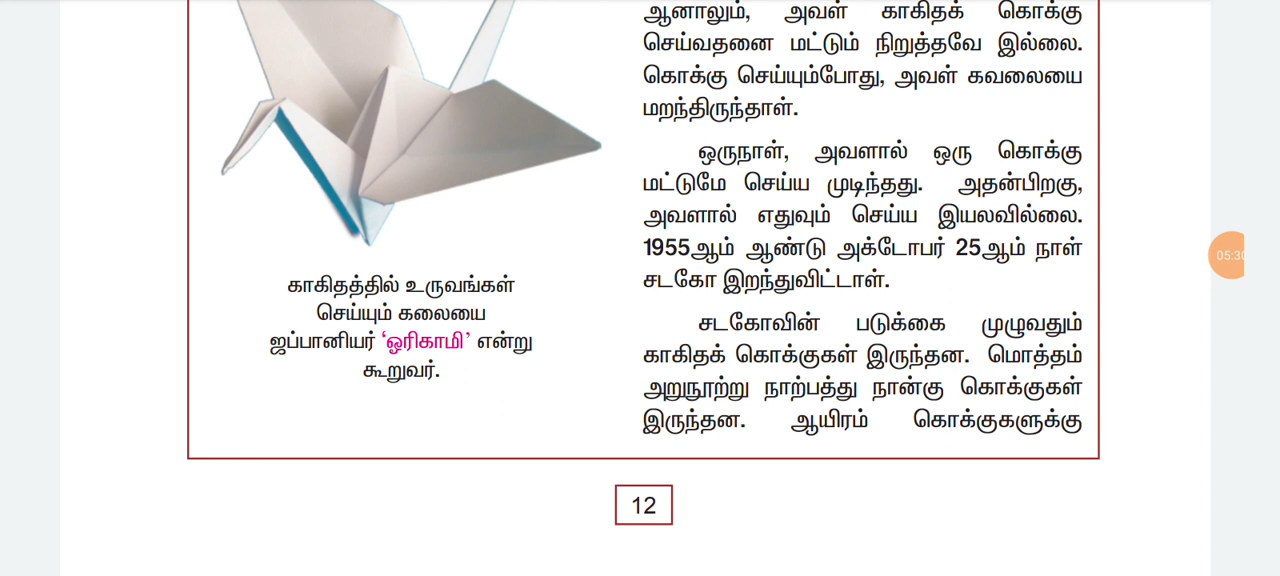 ஆனாலும், அவள் காகிதக் கொக்கு
செய்வதனை மட்டும் நிறுத்தவே இல்லை.
கொக்கு செய்யும்போது, அவள் கவலையை
மறந்திருந்தாள்.
ஒருநாள், அவளால் ஒரு கொக்கு
மட்டுமே செய்ய முடிந்தது. அதன்பிறகு,
அவளால் எதுவும் செய்ய இயலவில்லை.
1955ஆம் ஆண்டு அக்டோபர் 25ஆம் நாள்
சடகோ இறந்துவிட்டாள்.
சடகோவின் படுக்கை முழுவதும்
காகிதக் கொக்குகள் இருந்தன. மொத்தம்
அறுநூற்று நாற்பத்து நான்கு கொக்குகள்
இருந்தன. ஆயிரம் கொக்குகளுக்கு
காகிதத்தில் உருவங்கள்
செய்யும் கலையை
ஜப்பானியர் ‘ஓரிகாமி’ என்று
கூறுவர்.
12
05:30